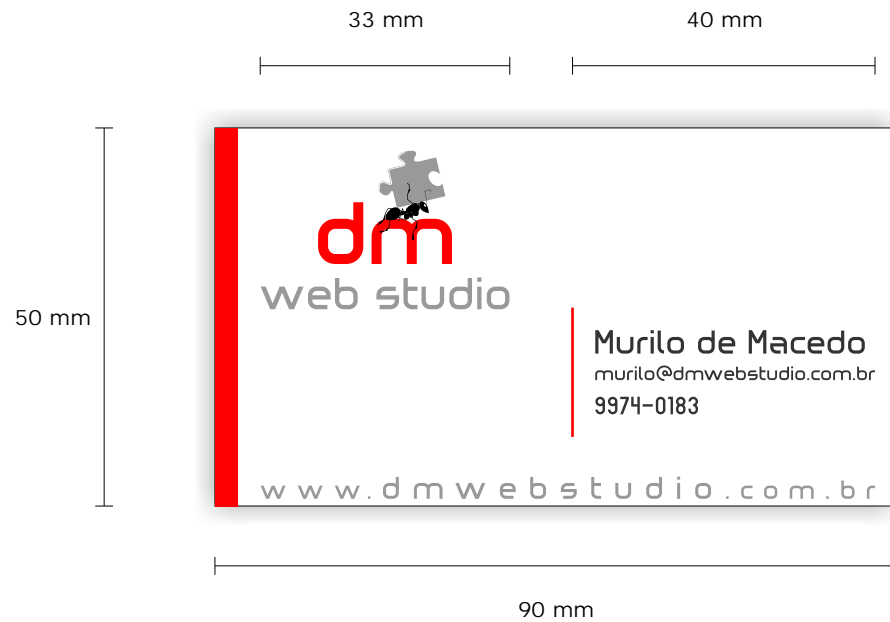 33 mm
40 mm
dm
web studio
50 mm
Murilo de Macedo
murilo@dmwebstudio.com.br
9974-0183
www.dmwebstudio.com.br
90 mm